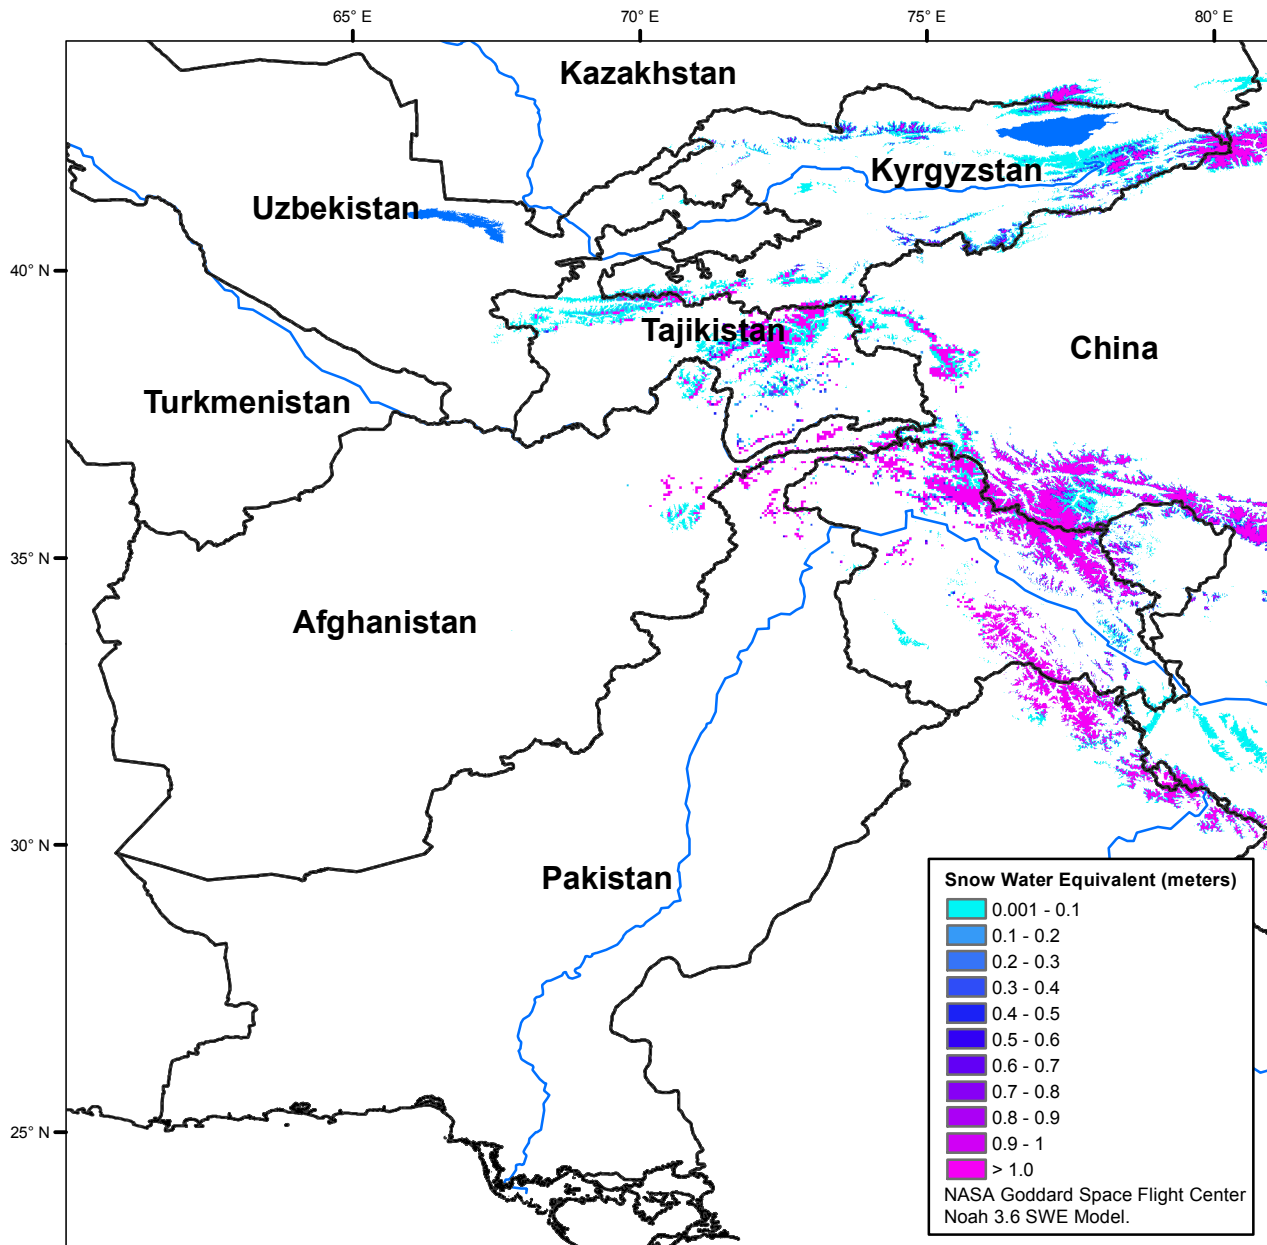 65° E
70° E
75° E
80° E
Kazakhstan
Kyrgyzstan
Uzbekistan
40° N
Tajikistan
China
Turkmenistan
35° N
Afghanistan
30° N
Pakistan
25° N
Snow Water Equivalent (meters)
0.001 - 0.1
0.1 - 0.2
0.2 - 0.3
0.3 - 0.4
0.4 - 0.5
0.5 - 0.6
0.6 - 0.7
0.7 - 0.8
0.8 - 0.9
0.9 - 1
> 1.0
NASA Goddard Space Flight Center
Noah 3.6 SWE Model.